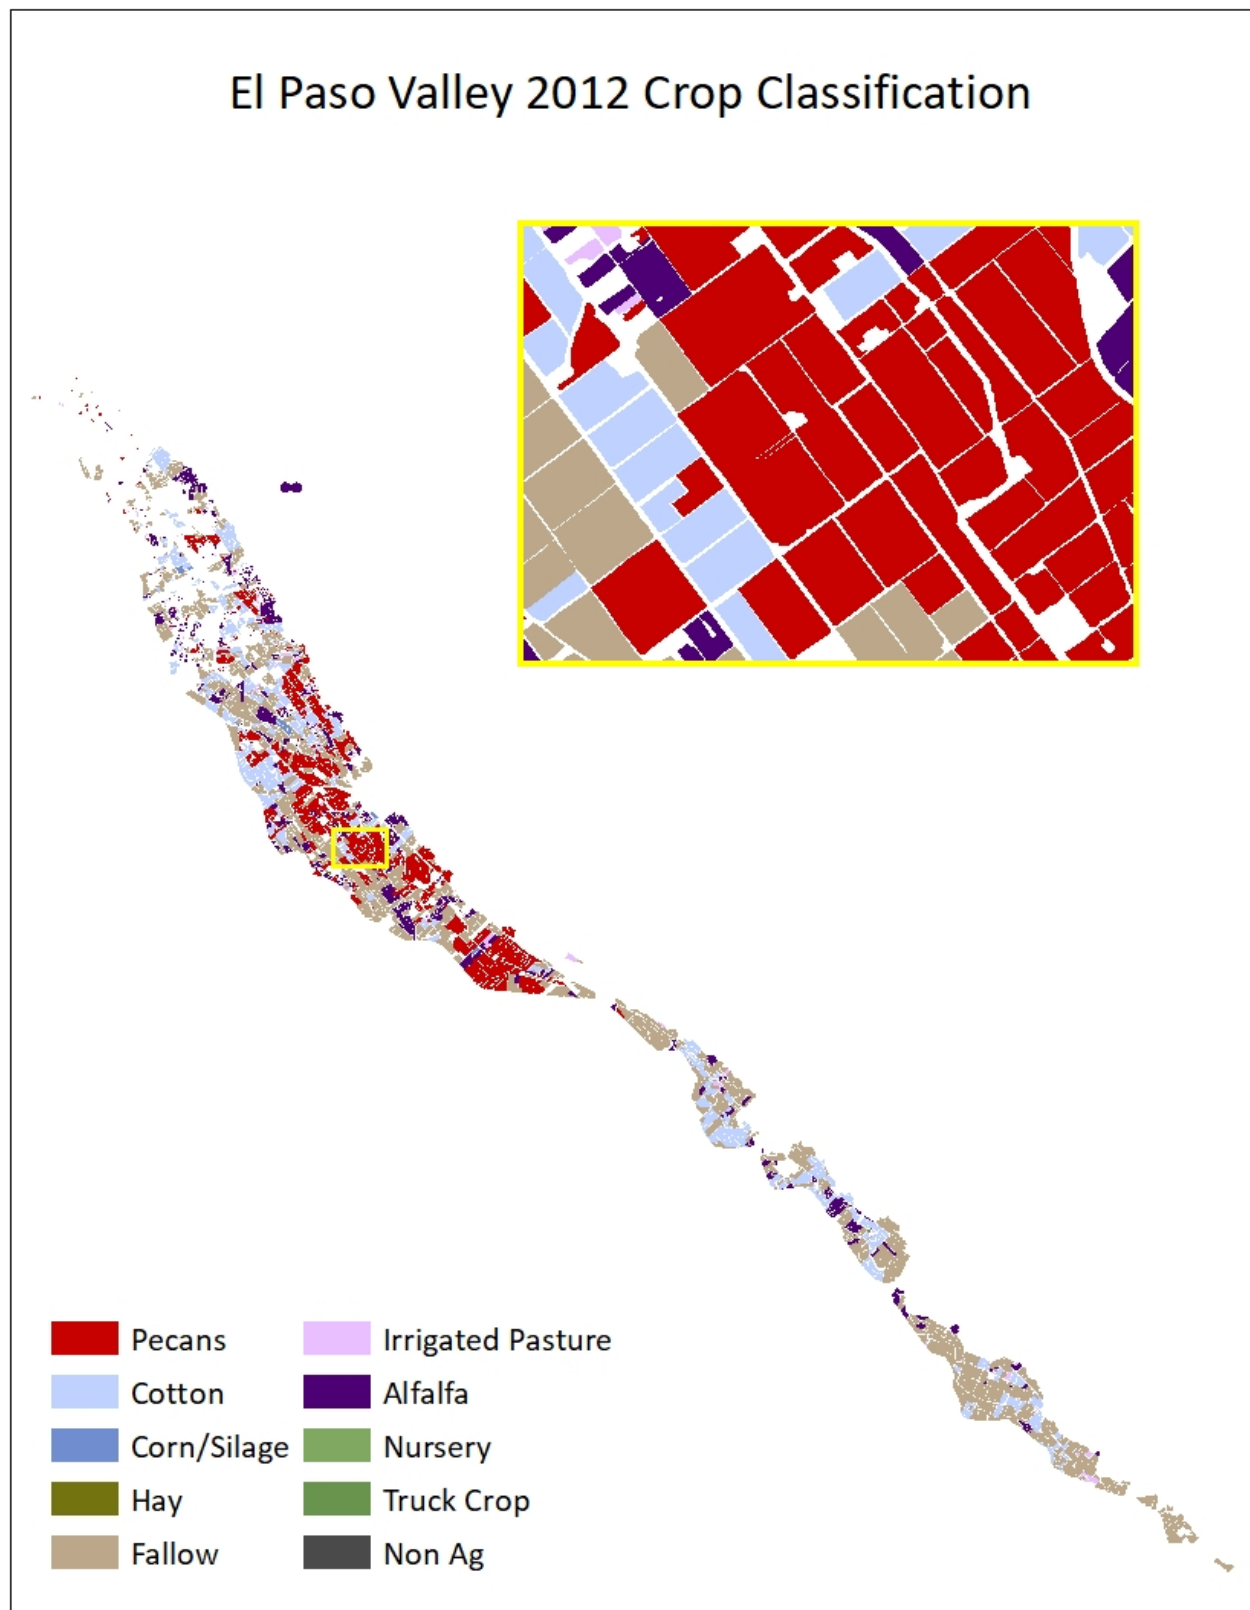 El Paso Valley 2012 Crop Classification
Pecans
Cotton
Corn/Silage
Hay
Fallow
Irrigated Pasture
Alfalfa
Nursery
Truck Crop
Non Ag